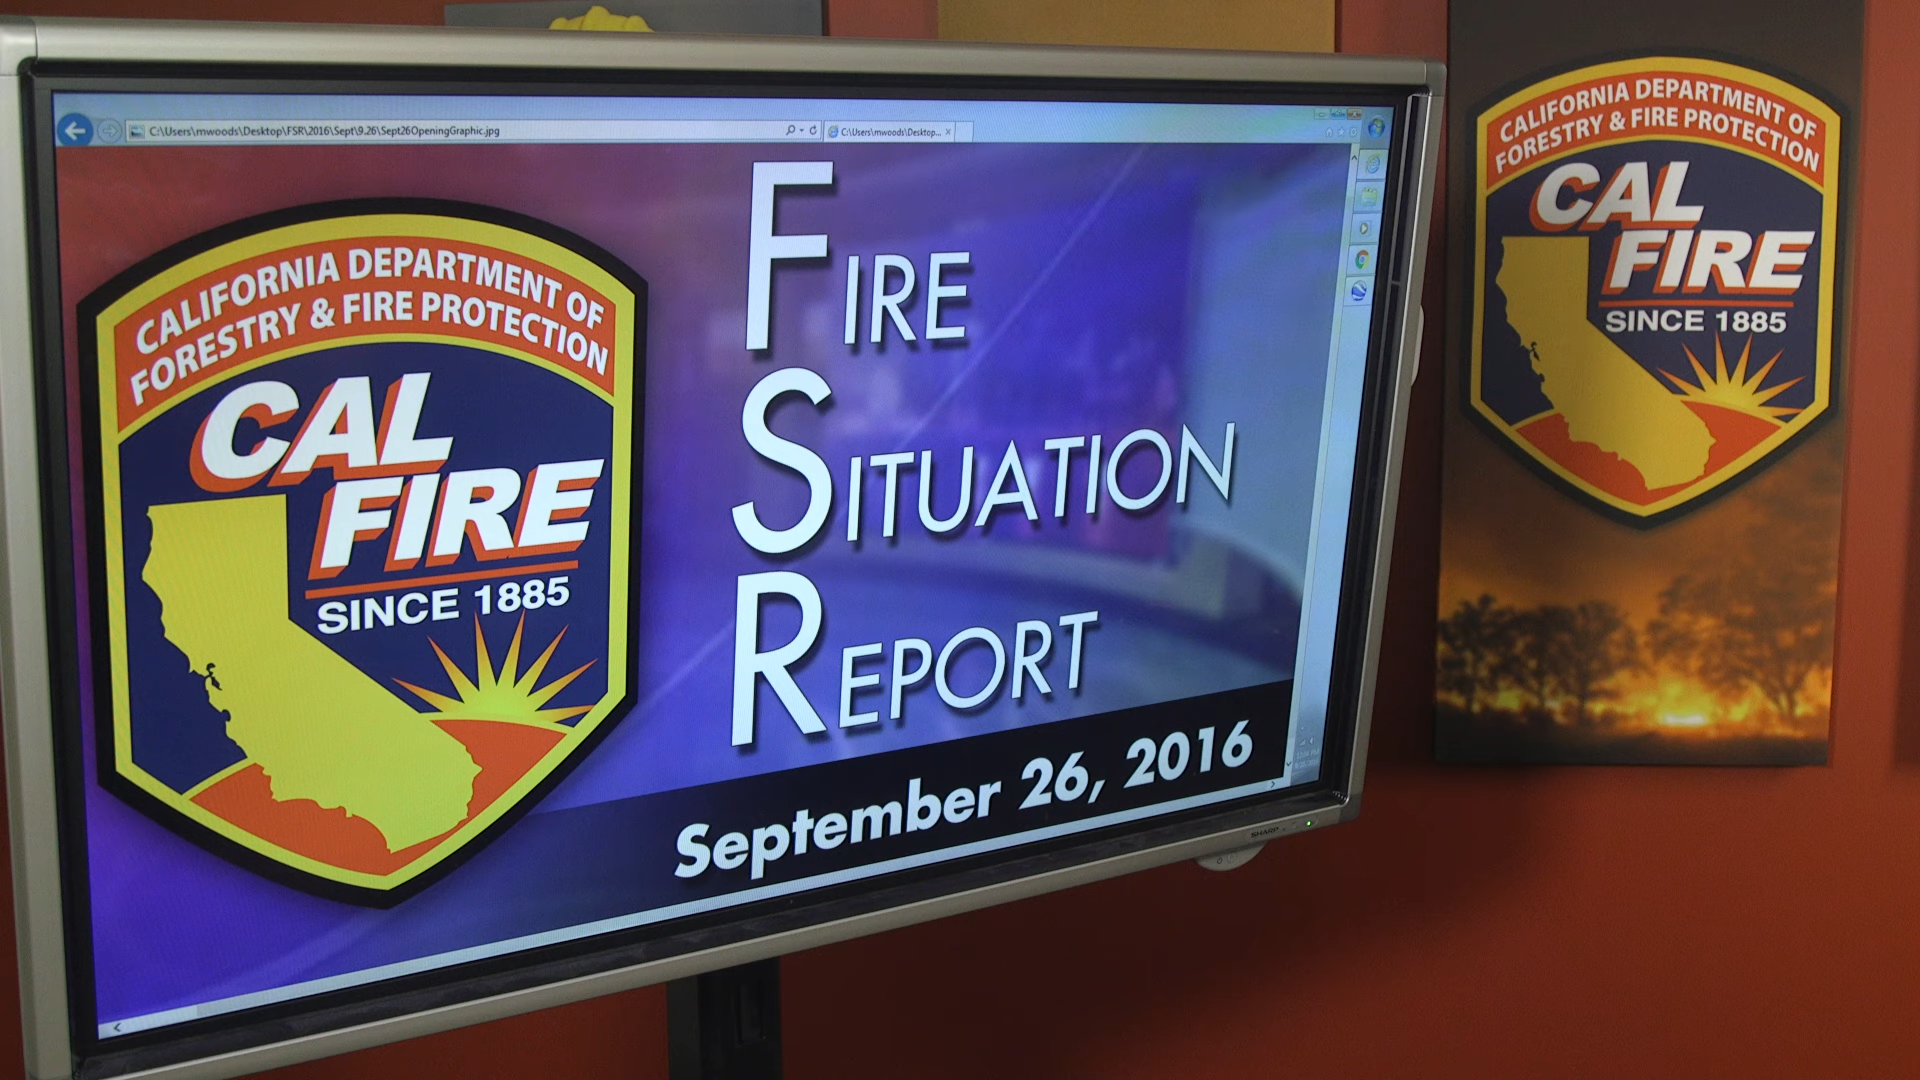 C:\Users\mwoods\Desktop\FSR\2016\Sept\9.26\Sept26OpeningGraphic.jpg
C:\Users\mwoods\Desktop...
CALIFORNIA DEPARTMENT OF
FORESTRY & FIRE PROTECTION
CAL
FIRE
SINCE 1885
FIRE
SITUATION
REPORT
September 26, 2016
SHARP
CALIFORNIA DEPARTMENT OF
FORESTRY & FIRE PROTECTION
CAL
FIRE
SINCE 1885